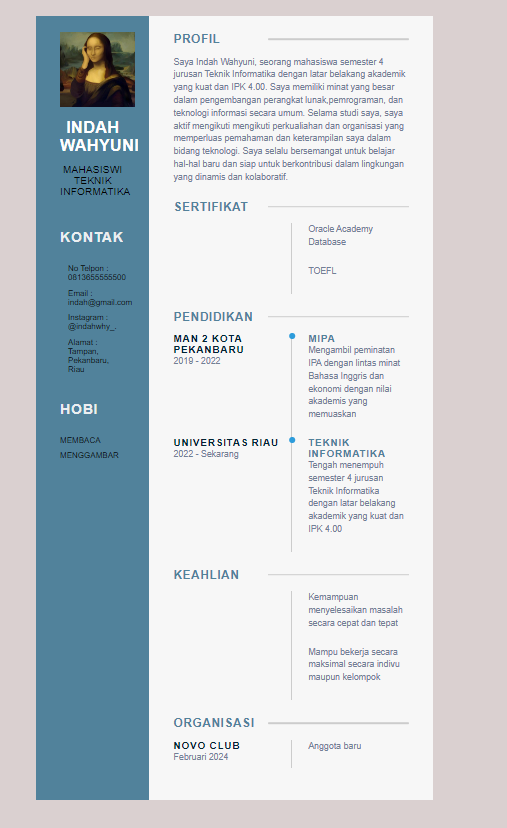 INDAH
WAHYUNI
MAHASISWI
TEKNIK
INFORMATIKA
KONTAK
No Telpon :
0813655555500
Email :
indah@gmail.com
Instagram :
@indahwhy_.
Alamat :
Tampan,
Pekanbaru,
Riau
HOBI
MEMBACA
MENGGAMBAR
PROFIL
Saya Indah Wahyuni, seorang mahasiswa semester 4
jurusan Teknik Informatika dengan latar belakang akademik
yang kuat dan IPK 4.00. Saya memiliki minat yang besar
dalam pengembangan perangkat lunak,pemrograman, dan
teknologi informasi secara umum. Selama studi saya, saya
aktif mengikuti mengikuti perkualiahan dan organisasi yang
memperluas pemahaman dan keterampilan saya dalam
bidang teknologi. Saya selalu bersemangat untuk belajar
hal-hal baru dan siap untuk berkontribusi dalam lingkungan
yang dinamis dan kolaboratif.
SERTIFIKAT
Oracle Academy
Database
TOEFL
PENDIDIKAN
MAN 2 KOTA
PEKANBARU
2019 - 2022
MIPA
Mengambil peminatan
IPA dengan lintas minat
Bahasa Inggris dan
ekonomi dengan nilai
akademis yang
memuaskan
UNIVERSITAS RIAU
2022 - Sekarang
TEKNIK
INFORMATIKA
Tengah menempuh
semester 4 jurusan
Teknik Informatika
dengan latar belakang
akademik yang kuat dan
IPK 4.00
KEAHLIAN
Kemampuan
menyelesaikan masalah
secara cepat dan tepat
Mampu bekerja secara
maksimal secara indivu
maupun kelompok
ORGANISASI
NOVO CLUB
Februari 2024
Anggota baru